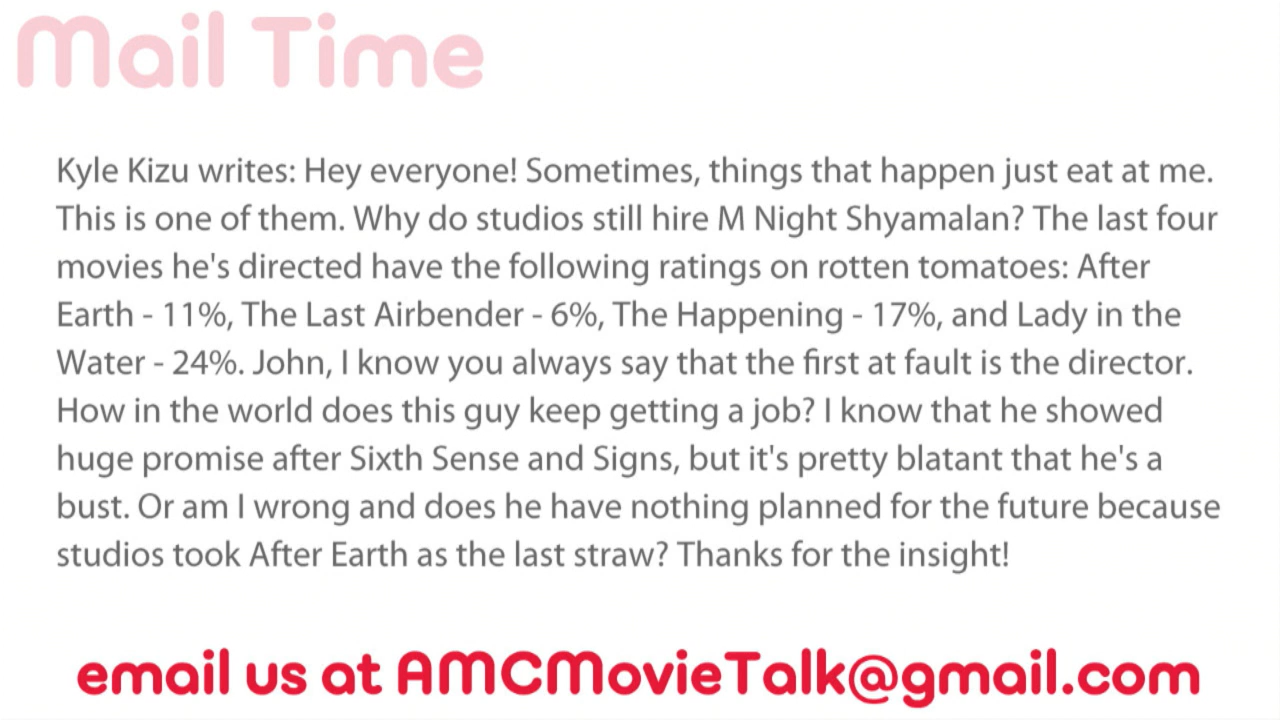 Mail Time
Kyle Kizu writes: Hey everyone! Sometimes, things that happen just eat at me.
This is one of them. Why do studios still hire M Night Shyamalan? The last four
movies he's directed have the following ratings on rotten tomatoes: After
Earth - 11%, The Last Airbender - 6%, The Happening - 17%, and Lady in the
Water - 24%. John, I know you always say that the first at fault is the director.
How in the world does this guy keep getting a job? I know that he showed
huge promise after Sixth Sense and Signs, but it's pretty blatant that he's a
bust. Or am I wrong and does he have nothing planned for the future because
studios took After Earth as the last straw? Thanks for the insight!
email us at AMCMovieTalk@gmail.com